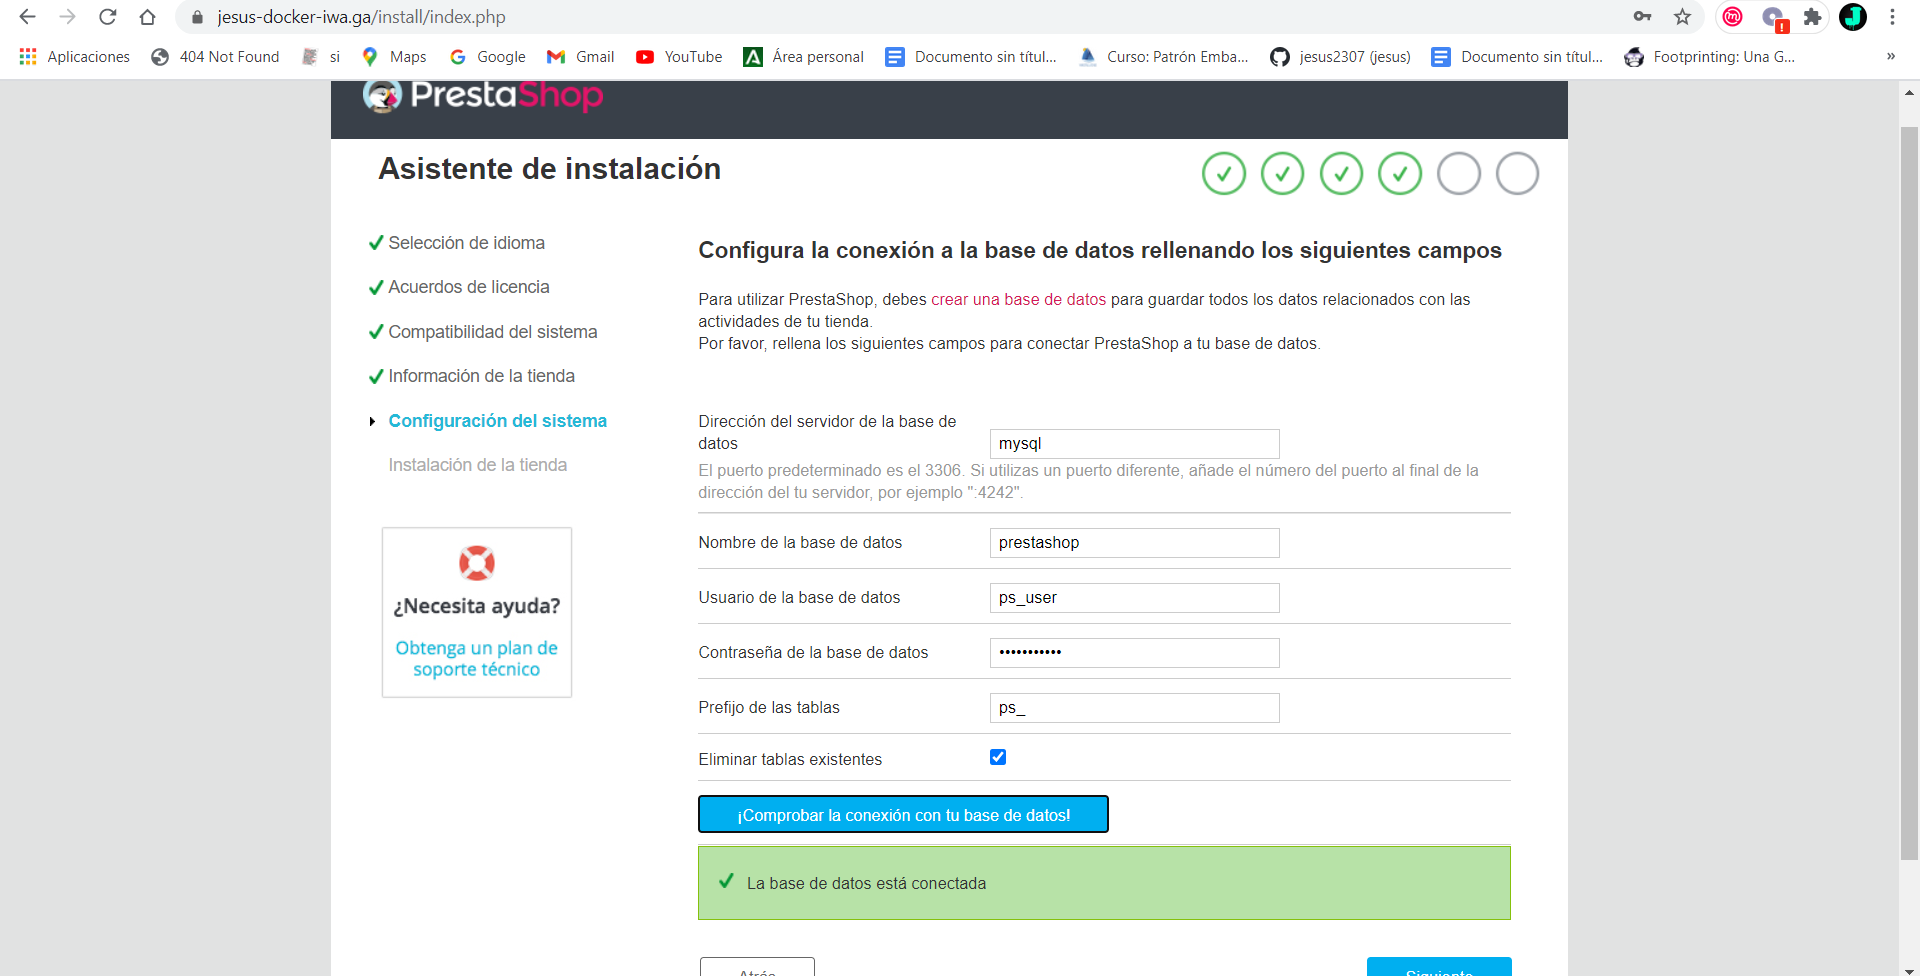 jesus-docker-iwa.ga/install/index.php
Aplicaciones
404 Not Found
si
Maps
Google
Gmail
YouTube
Área personal
Documento sin títul...
Curso: Patrón Emba...
jesus2307 (jesus)
Documento sin títul...
Footprinting: Una G...
»
PrestaShop
Asistente de instalación
Selección de idioma
Acuerdos de licencia
Compatibilidad del sistema
Información de la tienda
Configuración del sistema
Instalación de la tienda
¿Necesita ayuda?
Obtenga un plan de
soporte técnico
Configura la conexión a la base de datos rellenando los siguientes campos
Para utilizar PrestaShop, debes crear una base de datos para guardar todos los datos relacionados con las
actividades de tu tienda.
Por favor, rellena los siguientes campos para conectar PrestaShop a tu base de datos.
Dirección del servidor de la base de
datos
mysql
El puerto predeterminado es el 3306. Si utilizas un puerto diferente, añade el número del puerto al final de la
dirección del tu servidor, por ejemplo ":4242".
Nombre de la base de datos
prestashop
Usuario de la base de datos
ps_user
Contraseña de la base de datos
•••••••••••
Prefijo de las tablas
ps_
Eliminar tablas existentes
¡Comprobar la conexión con tu base de datos!
La base de datos está conectada
Atrás
Siguiente